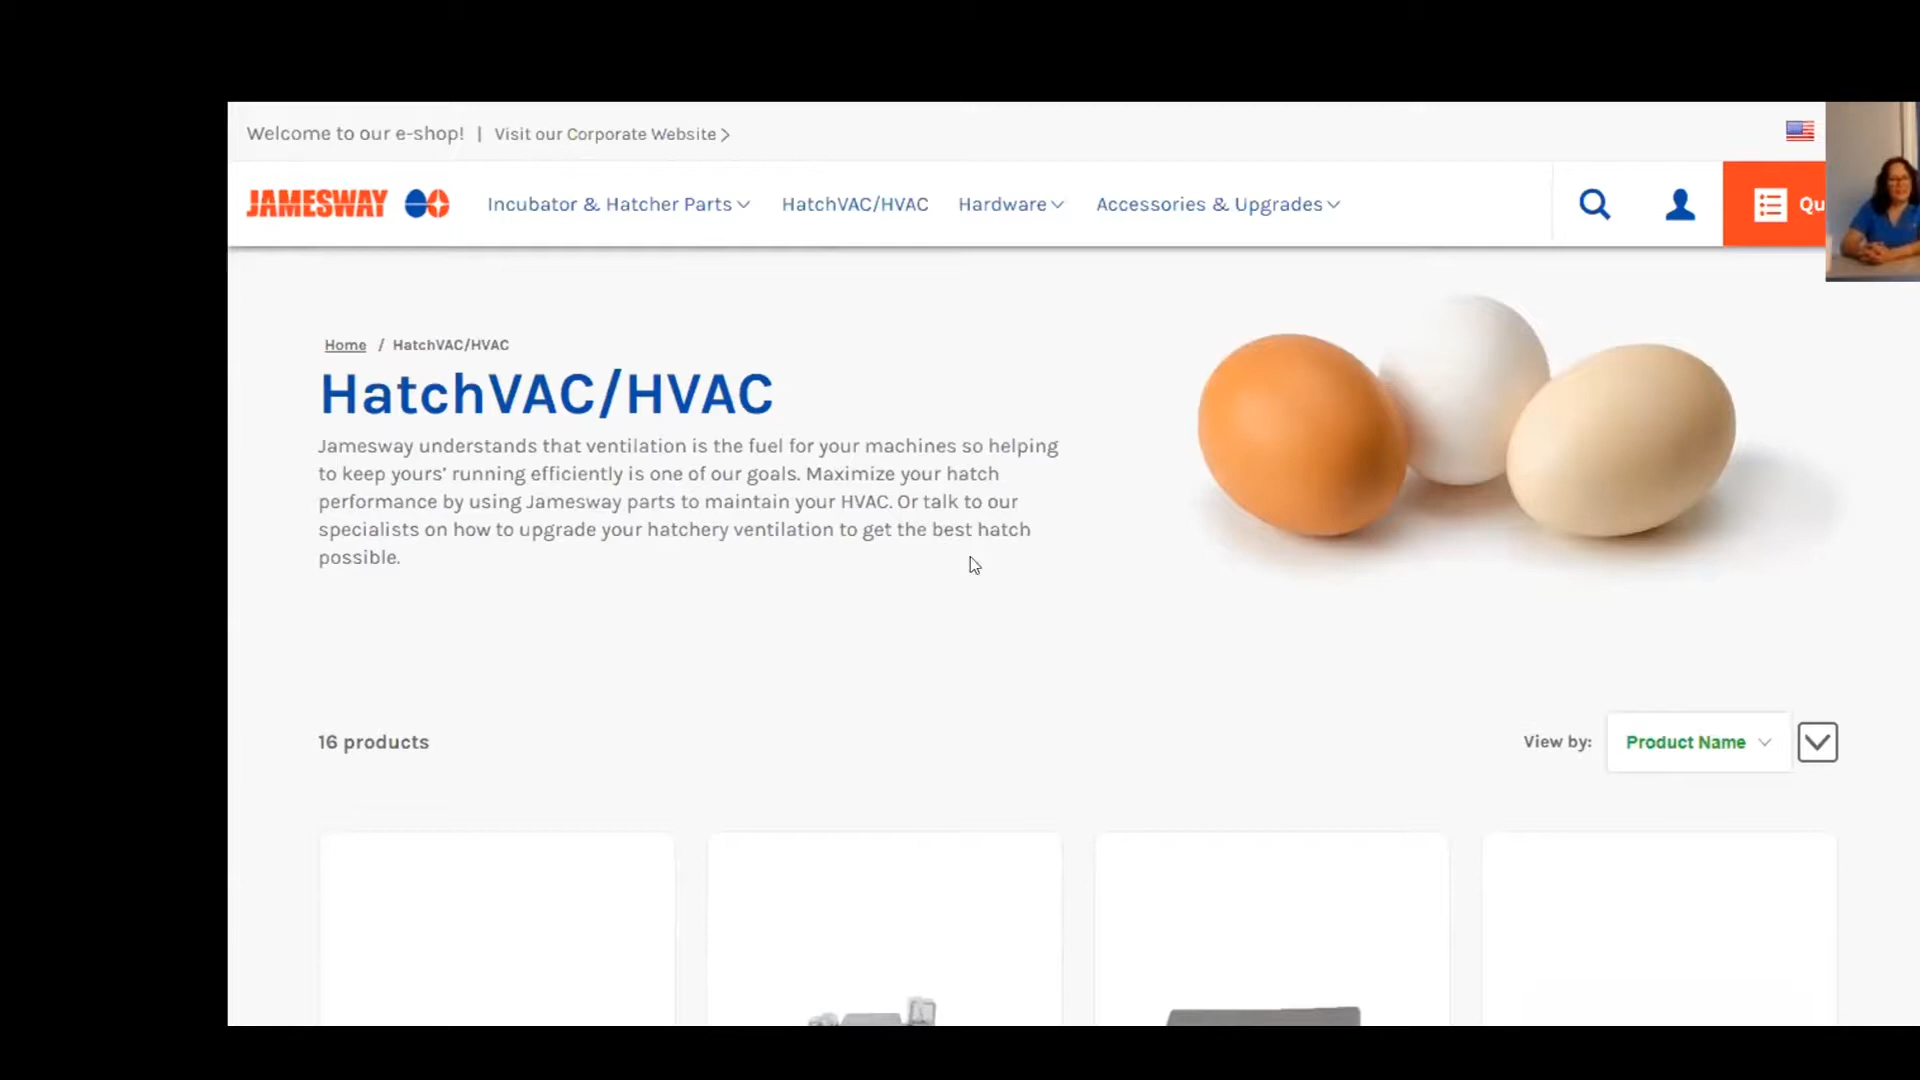 Welcome to our e-shop! | Visit our Corporate Website >
JAMESWAY Incubator & Hatcher Parts HatchVAC/HVAC Hardware Accessories & Upgrades Qu
Home / HatchVAC/HVAC
HatchVAC/HVAC
Jamesway understands that ventilation is the fuel for your machines so helping
to keep yours’ running efficiently is one of our goals. Maximize your hatch
performance by using Jamesway parts to maintain your HVAC. Or talk to our
specialists on how to upgrade your hatchery ventilation to get the best hatch
possible.
16 products
View by: Product Name